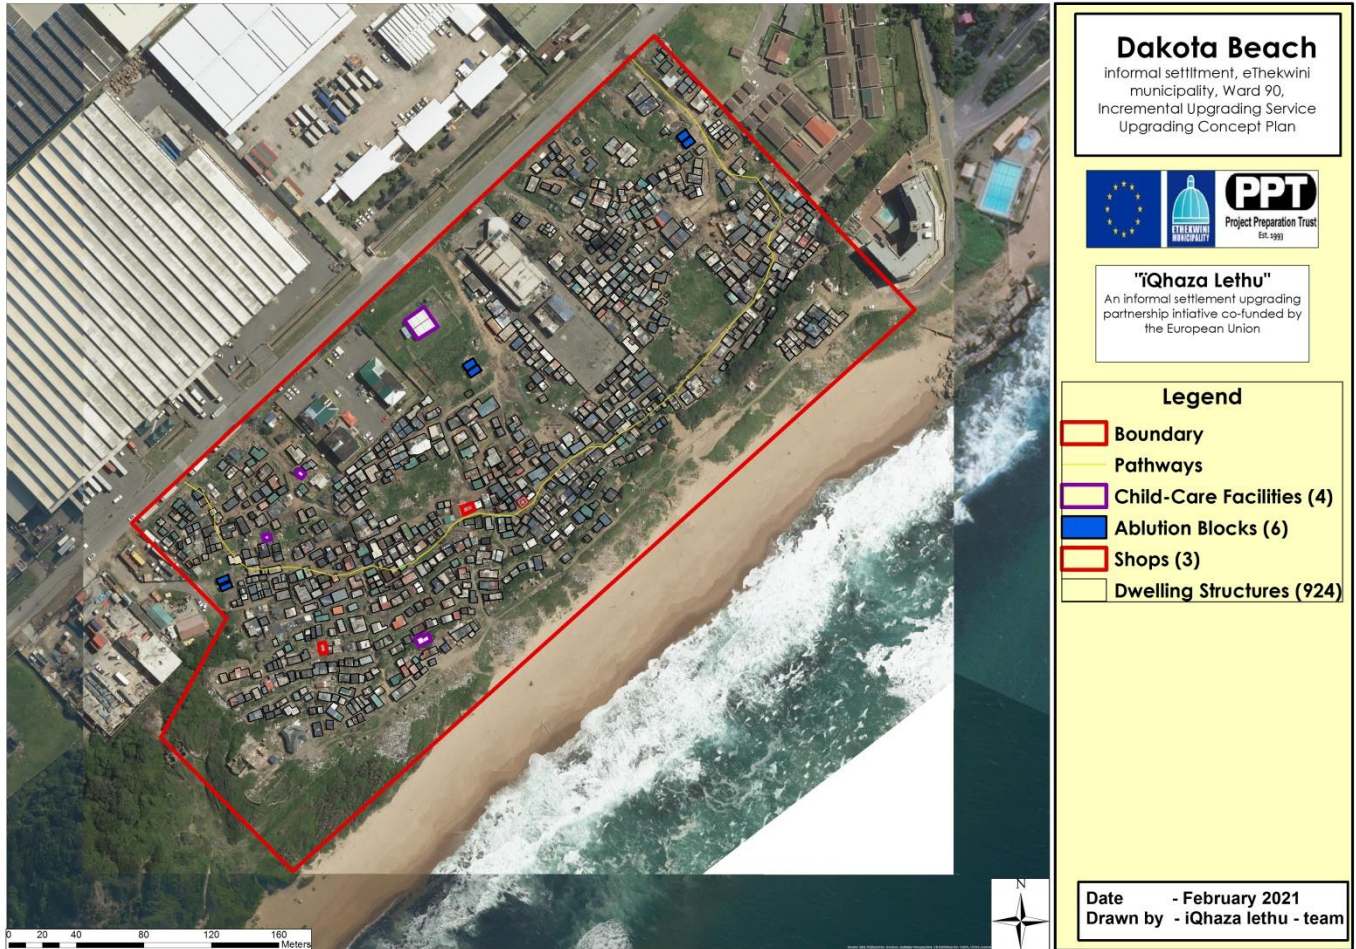 Dakota Beach
informal settltment, eThekwini
municipality, Ward 90,
Incremental Upgrading Service
Upgrading Concept Plan
ETHEKWINI
MUNICIPALITY
PPT
Project Preparation Trust
Est. 1993
"ïQhaza Lethu"
An informal settlement upgrading
partnership intiative co-funded by
the European Union
Legend
Boundary
Pathways
Child-Care Facilities (4)
Ablution Blocks (6)
Shops (3)
Dwelling Structures (924)
N
0 20 40 80 120 160
Meters
Date - February 2021
Drawn by - iQhaza lethu - team